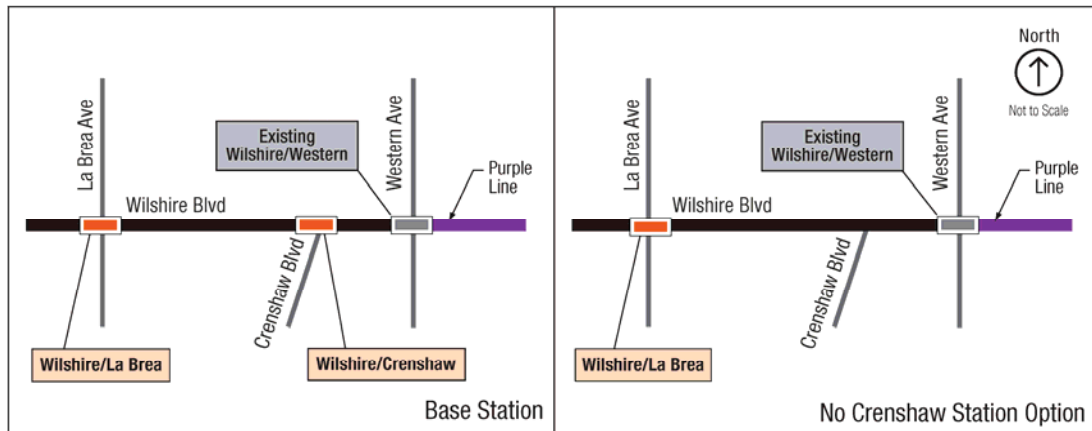 La Brea Ave
Existing
Wilshire/Western
Western Ave
Purple
Line
Wilshire Blvd
Crenshaw Blvd
Wilshire/La Brea
Wilshire/Crenshaw
Base Station
North
Not to Scale
La Brea Ave
Existing
Wilshire/Western
Western Ave
Purple
Line
Wilshire Blvd
Crenshaw Blvd
Wilshire/La Brea
No Crenshaw Station Option